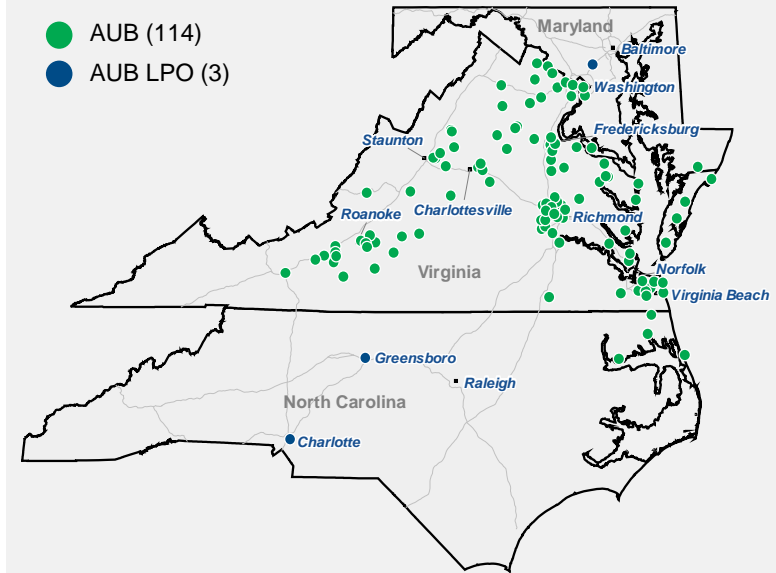 AUB (114)
AUB LPO (3)
Maryland
Baltimore
Washington
Fredericksburg
Staunton
Charlottesville
Roanoke
Richmond
Virginia
Norfolk
Virginia Beach
Greensboro
Raleigh
North Carolina
Charlotte